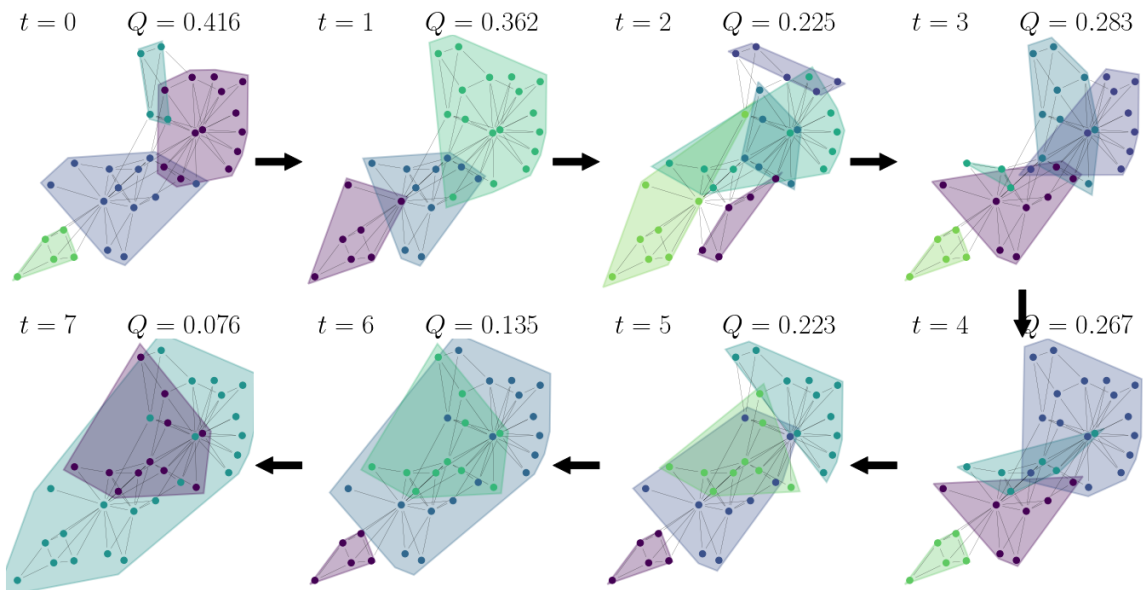 t = 0 Q = 0.416 t = 1 Q = 0.362 t = 2 Q = 0.225 t = 3 Q = 0.283
t = 7 Q = 0.076 t = 6 Q = 0.135 t = 5 Q = 0.223 t = 4 Q = 0.267